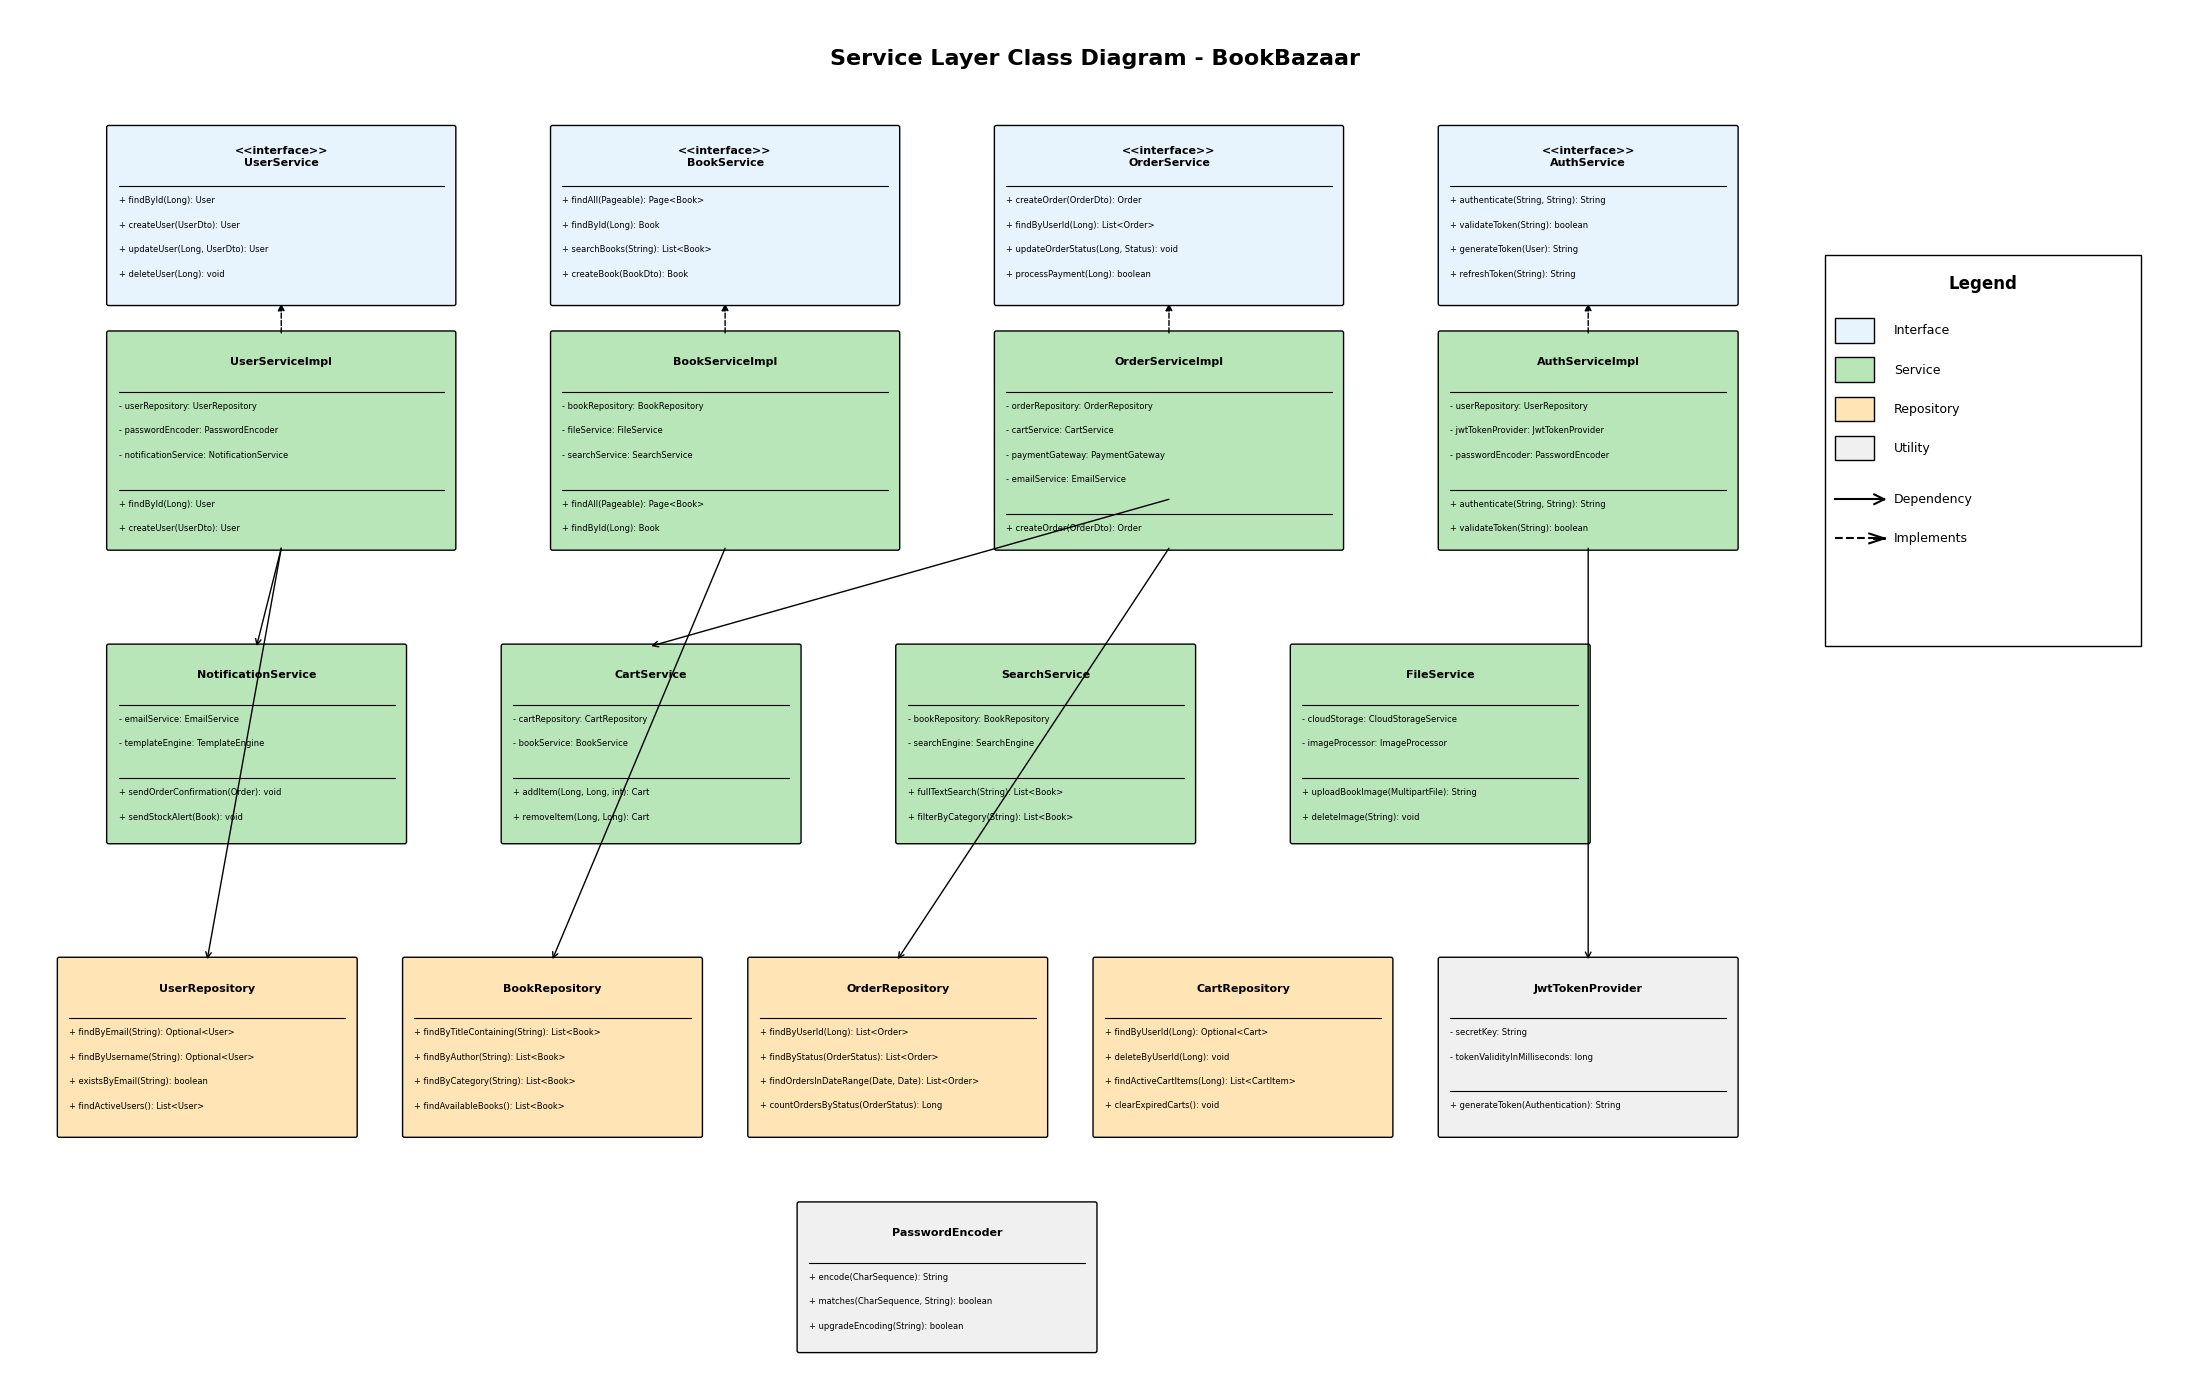 Service Layer Class Diagram - BookBazaar
<<interface>>
UserService
+ findById(Long): User
+ createUser(UserDto): User
+ updateUser(Long, UserDto): User
+ deleteUser(Long): void
<<interface>>
BookService
+ findAll(Pageable): Page<Book>
+ findById(Long): Book
+ searchBooks(String): List<Book>
+ createBook(BookDto): Book
<<interface>>
OrderService
+ createOrder(OrderDto): Order
+ findByUserId(Long): List<Order>
+ updateOrderStatus(Long, Status): void
+ processPayment(Long): boolean
<<interface>>
AuthService
+ authenticate(String, String): String
+ validateToken(String): boolean
+ generateToken(User): String
+ refreshToken(String): String
Legend
Interface
Service
Repository
Utility
Dependency
Implements
UserServiceImpl
- userRepository: UserRepository
- passwordEncoder: PasswordEncoder
- notificationService: NotificationService
+ findById(Long): User
+ createUser(UserDto): User
BookServiceImpl
- bookRepository: BookRepository
- fileService: FileService
- searchService: SearchService
+ findAll(Pageable): Page<Book>
+ findById(Long): Book
OrderServiceImpl
- orderRepository: OrderRepository
- cartService: CartService
- paymentGateway: PaymentGateway
- emailService: EmailService
+ createOrder(OrderDto): Order
AuthServiceImpl
- userRepository: UserRepository
- jwtTokenProvider: JwtTokenProvider
- passwordEncoder: PasswordEncoder
+ authenticate(String, String): String
+ validateToken(String): boolean
NotificationService
- emailService: EmailService
- templateEngine: TemplateEngine
+ sendOrderConfirmation(Order): void
+ sendStockAlert(Book): void
CartService
- cartRepository: CartRepository
- bookService: BookService
+ addItem(Long, Long, int): Cart
+ removeItem(Long, Long): Cart
SearchService
- bookRepository: BookRepository
- searchEngine: SearchEngine
+ fullTextSearch(String): List<Book>
+ filterByCategory(String): List<Book>
FileService
- cloudStorage: CloudStorageService
- imageProcessor: ImageProcessor
+ uploadBookImage(MultipartFile): String
+ deleteImage(String): void
UserRepository
+ findByEmail(String): Optional<User>
+ findByUsername(String): Optional<User>
+ existsByEmail(String): boolean
+ findActiveUsers(): List<User>
BookRepository
+ findByTitleContaining(String): List<Book>
+ findByAuthor(String): List<Book>
+ findByCategory(String): List<Book>
+ findAvailableBooks(): List<Book>
OrderRepository
+ findByUserId(Long): List<Order>
+ findByStatus(OrderStatus): List<Order>
+ findOrdersInDateRange(Date, Date): List<Order>
+ countOrdersByStatus(OrderStatus): Long
CartRepository
+ findByUserId(Long): Optional<Cart>
+ deleteByUserId(Long): void
+ findActiveCartItems(Long): List<CartItem>
+ clearExpiredCarts(): void
JwtTokenProvider
- secretKey: String
- tokenValidityInMilliseconds: long
+ generateToken(Authentication): String
PasswordEncoder
+ encode(CharSequence): String
+ matches(CharSequence, String): boolean
+ upgradeEncoding(String): boolean